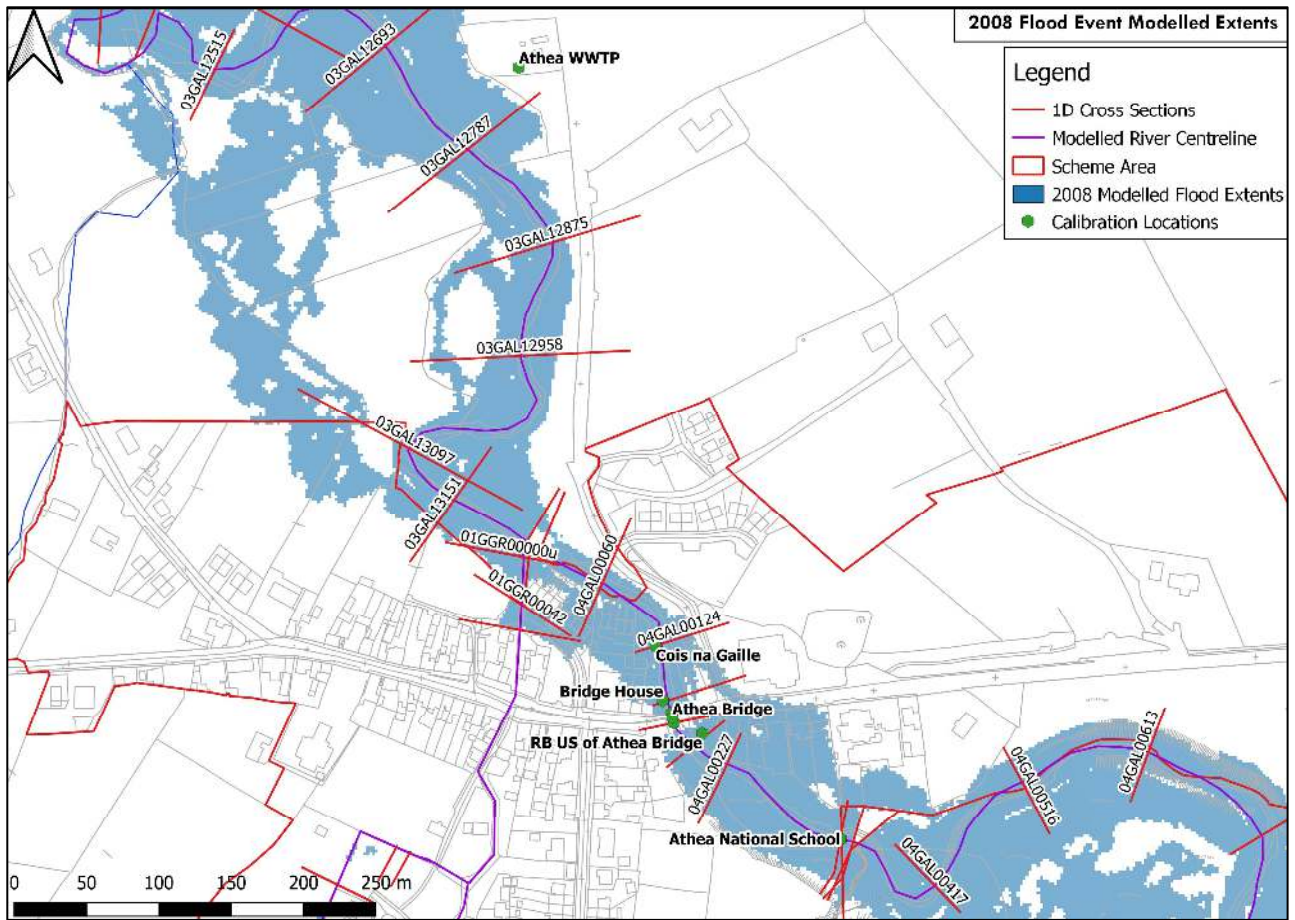 2008 Flood Event Modelled Extents
Legend
1D Cross Sections
Modelled River Centreline
Scheme Area
2008 Modelled Flood Extents
Calibration Locations
03GAL12515
03GAL12693
Athea WWTP
03GAL12787
03GAL12875
03GAL12958
03GAL13097
03GAL13151
01GGR00000u
01GGR00042
04GAL00060
04GAL00124
Cois na Gaille
Bridge House
Athea Bridge
RB US of Athea Bridge
04GAL00227
04GAL00613
04GAL00516
Athea National School
04GAL00417
0 50 100 150 200 250 m